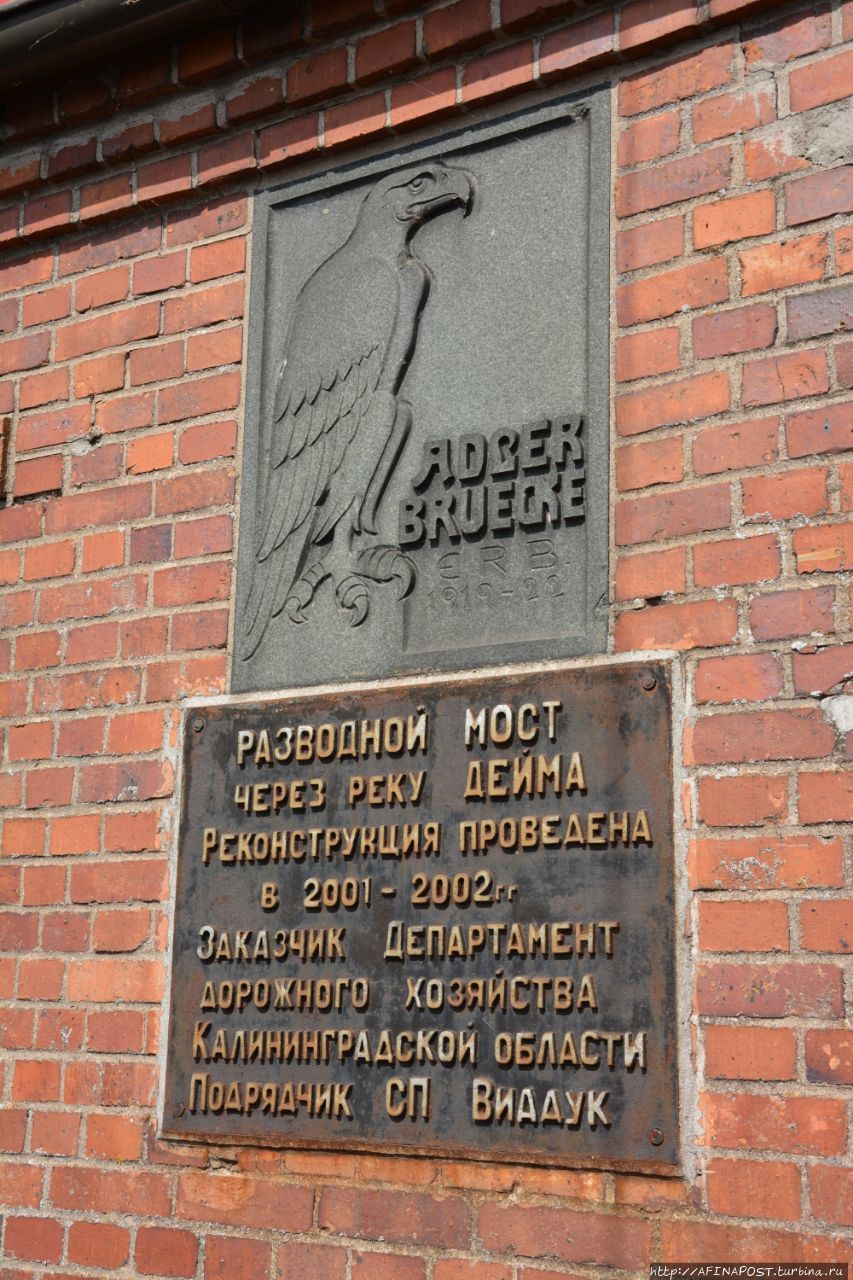 ADLER
BRUECKE
ERB.
1919-22
РАЗВОДНОЙ МОСТ
ЧЕРЕЗ РЕКУ ДЕЙМА
РЕКОНСТРУКЦИЯ ПРОВЕДЕНА
В 2001-2002гг
ЗАКАЗЧИК ДЕПАРТАМЕНТ
ДОРОЖНОГО ХОЗЯЙСТВА
КАЛИНИНГРАДСКОЙ ОБЛАСТИ
ПОДРЯДЧИК СП ВИАДУК
http://AFINAPOST.turbina.ru